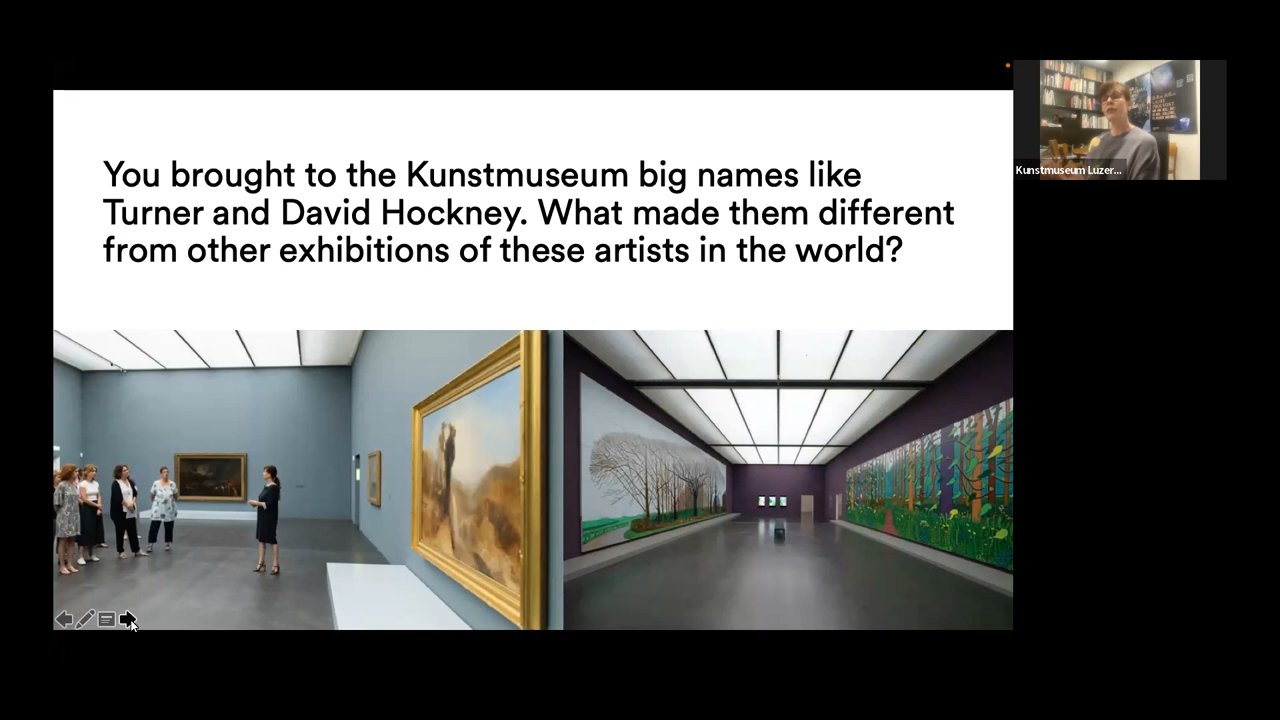 You brought to the Kunstmuseum big names like
Turner and David Hockney. What made them different
from other exhibitions of these artists in the world?
Kunstmuseum Luzer...